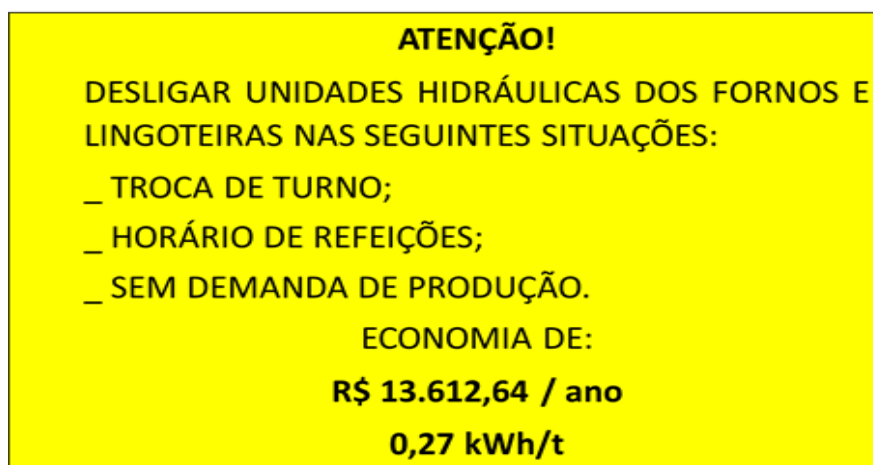 ATENÇÃO!
DESLIGAR UNIDADES HIDRÁULICAS DOS FORNOS E
LINGOTEIRAS NAS SEGUINTES SITUAÇÕES:
_ TROCA DE TURNO;
_ HORÁRIO DE REFEIÇÕES;
_ SEM DEMANDA DE PRODUÇÃO.
ECONOMIA DE:
R$ 13.612,64 / ano
0,27 kWh/t